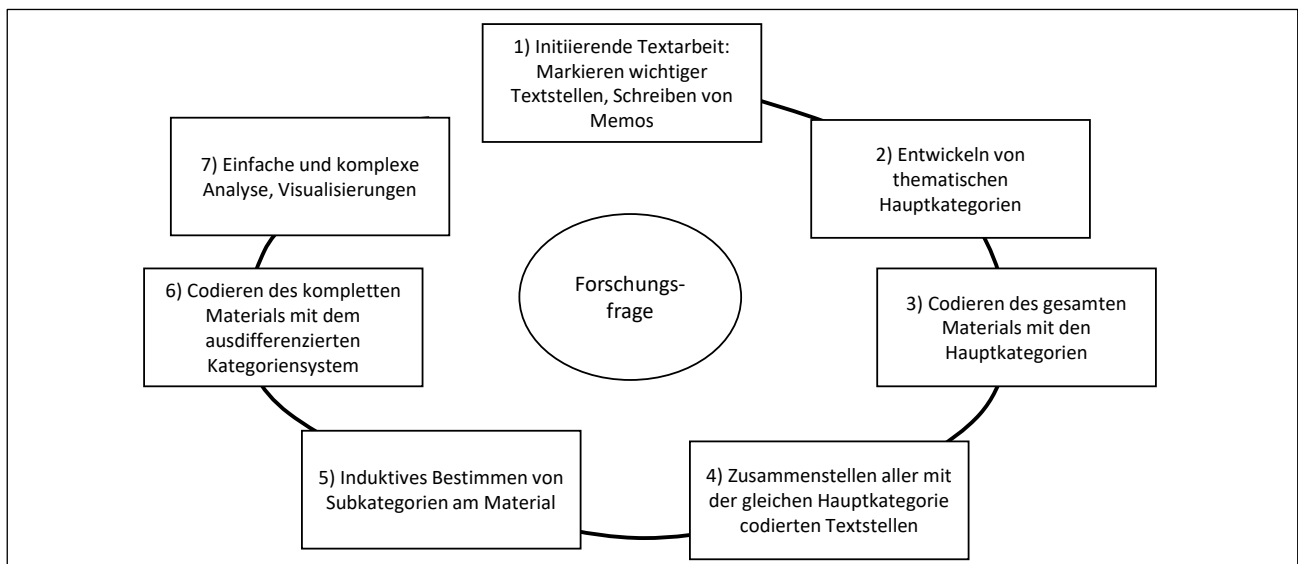 1) Initiierende Textarbeit:
Markieren wichtiger
Textstellen, Schreiben von
Memos
2) Entwickeln von
thematischen
Hauptkategorien
3) Codieren des gesamten
Materials mit den
Hauptkategorien
4) Zusammenstellen aller mit
der gleichen Hauptkategorie
codierten Textstellen
5) Induktives Bestimmen von
Subkategorien am Material
6) Codieren des kompletten
Materials mit dem
ausdifferenzierten
Kategoriensystem
7) Einfache und komplexe
Analyse, Visualisierungen
Forschungs-
frage